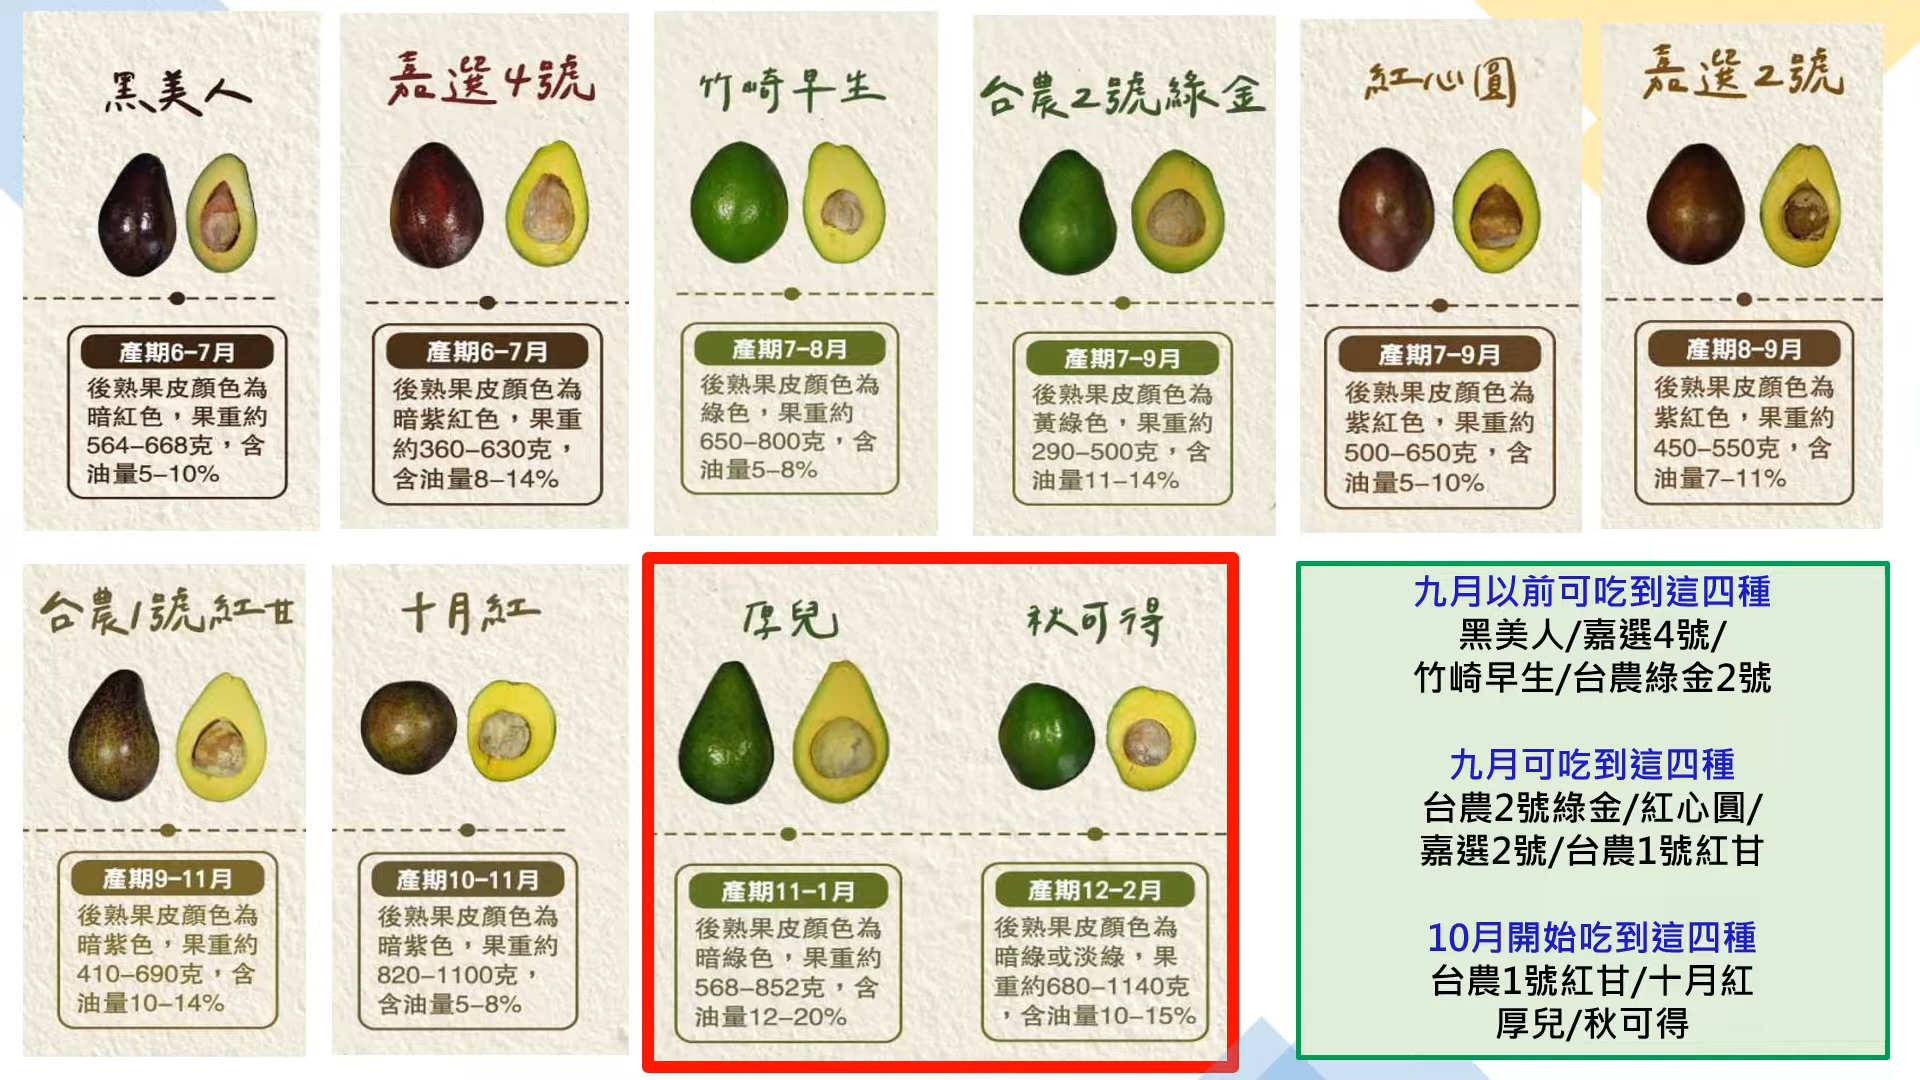 黑美人
產期6-7月
後熟果皮顏色為
暗紅色，果重約
564-668克，含
油量5-10%
嘉選4號
產期6-7月
後熟果皮顏色為
暗紫紅色，果重
約360-630克，
含油量8-14%
竹崎早生
產期7-8月
後熟果皮顏色為
綠色，果重約
650-800克，含
油量5-8%
台農2號綠金
產期7-9月
後熟果皮顏色為
黃綠色，果重約
290-500克，含
油量11-14%
紅心圓
產期7-9月
後熟果皮顏色為
紫紅色，果重約
500-650克，含
油量5-10%
嘉選2號
產期8-9月
後熟果皮顏色為
紫紅色，果重約
450-550克，含
油量7-11%
台農1號紅甘
產期9-11月
後熟果皮顏色為
暗紫色，果重約
410-690克，含
油量10-14%
十月紅
產期10-11月
後熟果皮顏色為
暗紫色，果重約
820-1100克，
含油量5-8%
厚兒
產期11-1月
後熟果皮顏色為
暗綠色，果重約
568-852克，含
油量12-20%
秋可得
產期12-2月
後熟果皮顏色為
暗綠或淡綠，果
重約680-1140克
，含油量10-15%
九月以前可吃到這四種
黑美人/嘉選4號/
竹崎早生/台農綠金2號
九月可吃到這四種
台農2號綠金/紅心圓/
嘉選2號/台農1號紅甘
10月開始吃到這四種
台農1號紅甘/十月紅
厚兒/秋可得